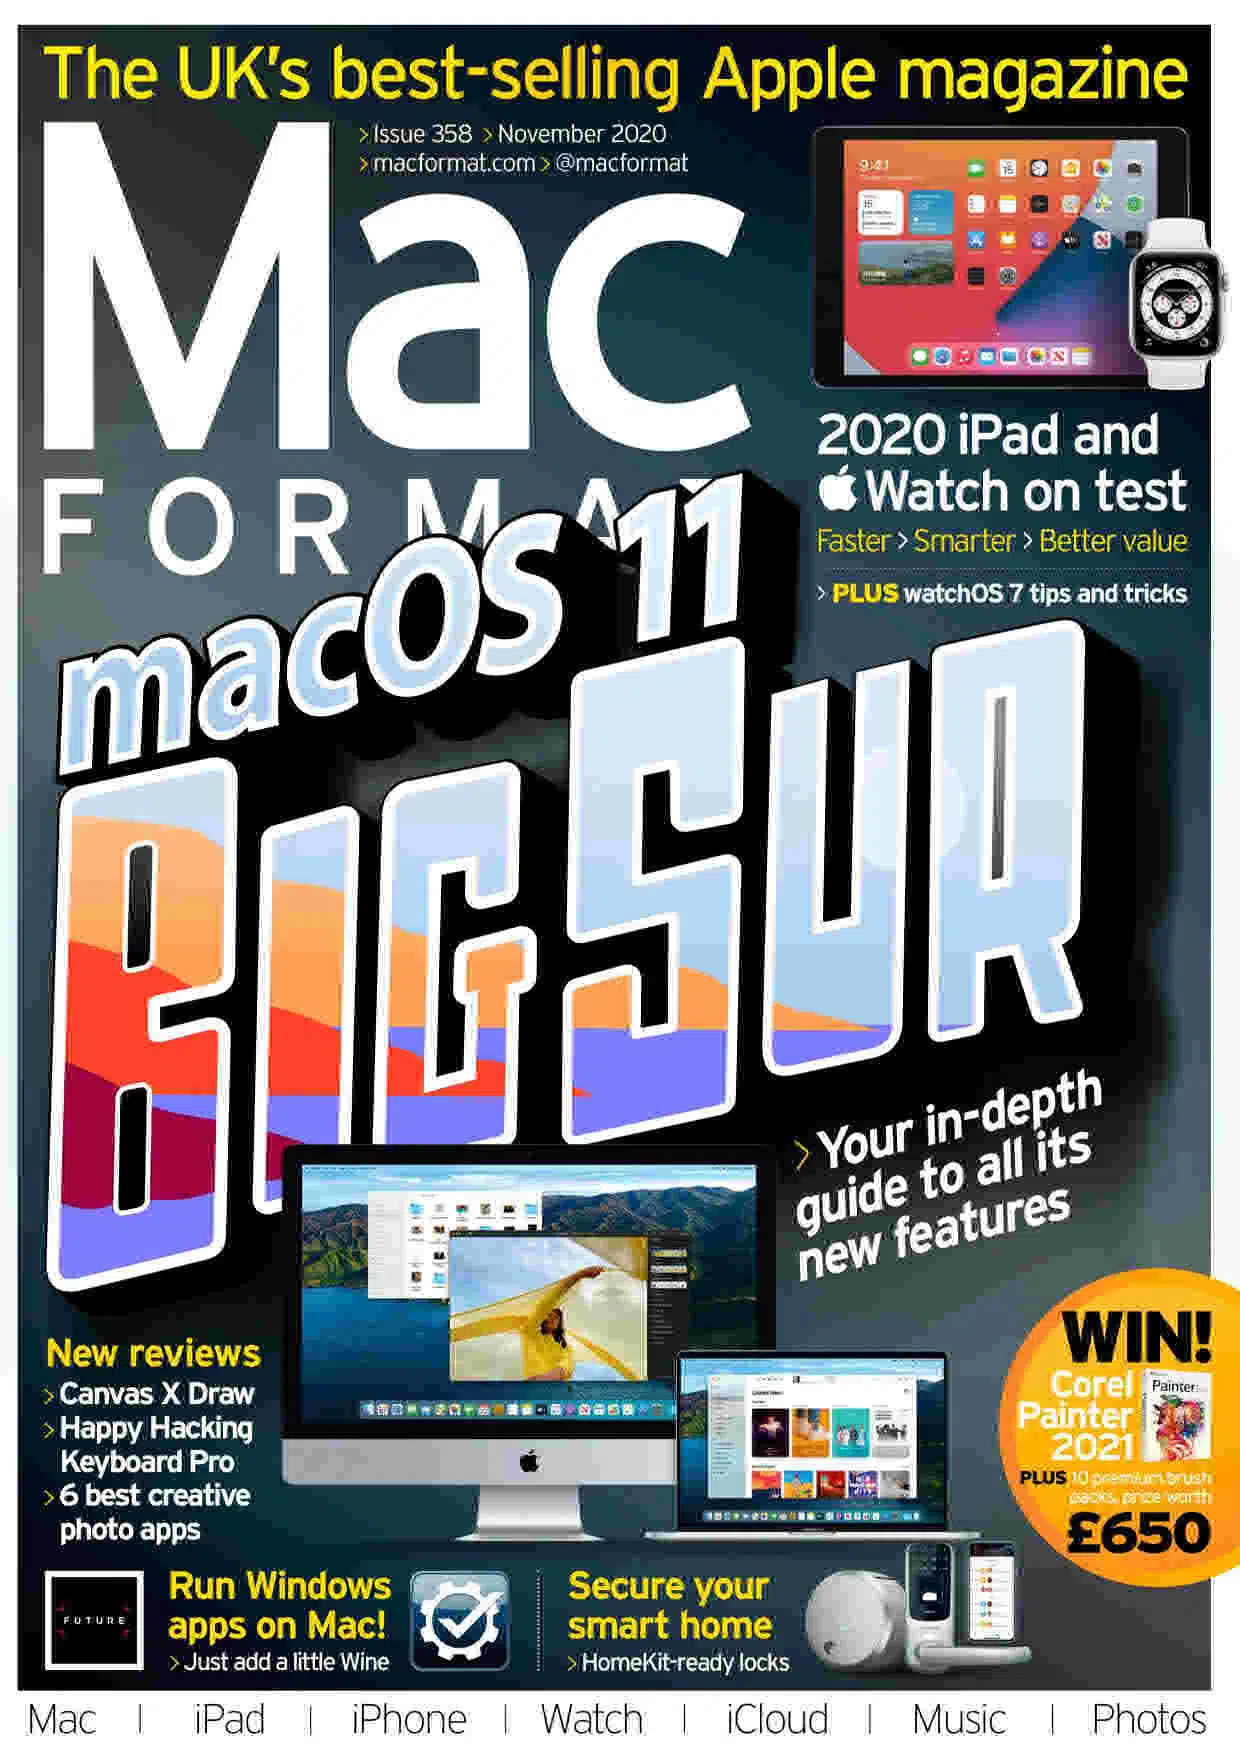 The UK's best-selling Apple magazine
> Issue 358 > November 2020
> macformat.com > @macformat
Mac
FORMAT
9:41
2020 iPad and
Watch on test
Faster > Smarter > Better value
> PLUS watchOS 7 tips and tricks
macOS 11
BIG SUR
> Your in-depth
guide to all its
new features
New reviews
> Canvas X Draw
> Happy Hacking
Keyboard Pro
> 6 best creative
photo apps
WIN!
Corel
Painter
2021
Painter
PLUS 10 premium brush
packs, prize worth
£650
FUTURE
Run Windows
apps on Mac!
> Just add a little Wine
Secure your
smart home
> HomeKit-ready locks
Mac | iPad | iPhone | Watch | iCloud | Music | Photos